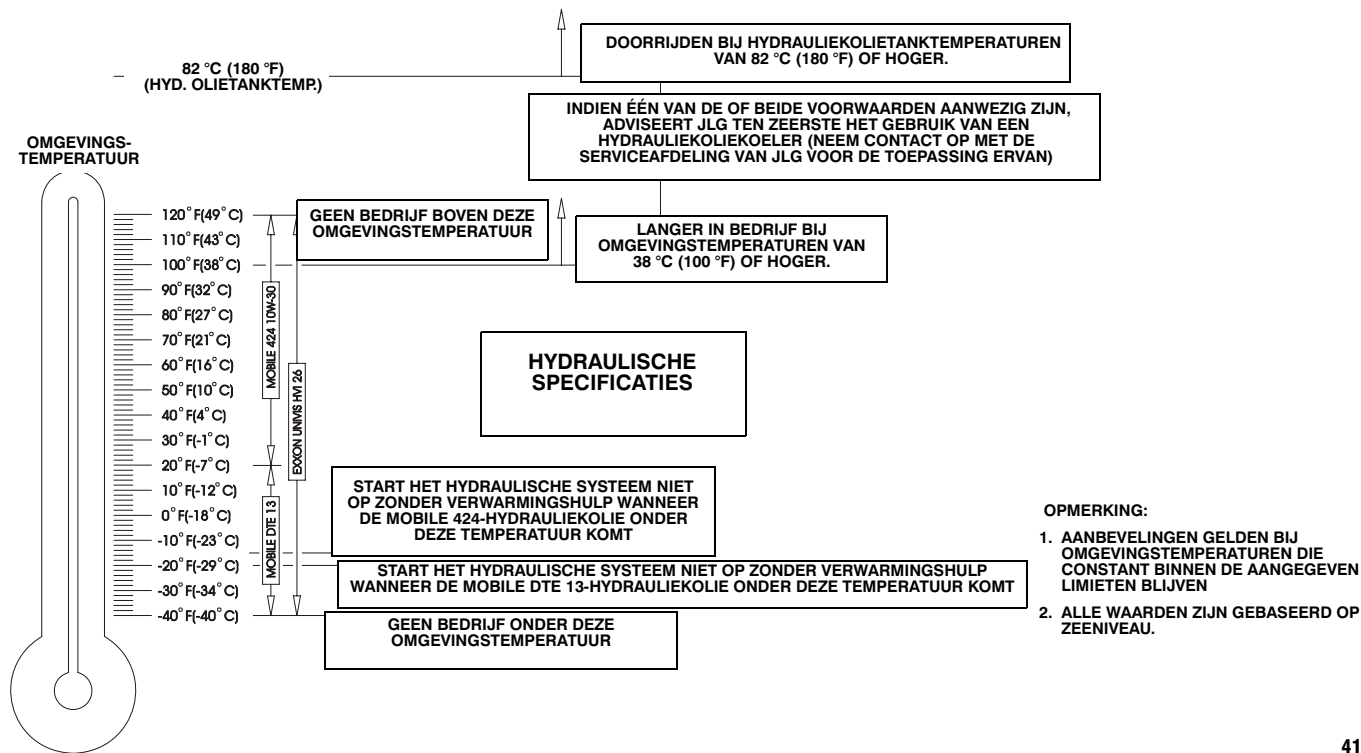 DOORRIJDEN BIJ HYDRAULIEKOLIETANKTEMPERATUREN
VAN 82 °C (180 °F) OF HOGER.
82 °C (180 °F)
(HYD. OLIETANKTEMP.)
INDIEN ÉÉN VAN DE OF BEIDE VOORWAARDEN AANWEZIG ZIJN,
ADVISEERT JLG TEN ZEERSTE HET GEBRUIK VAN EEN
HYDRAULIEKOLIEKOELER (NEEM CONTACT OP MET DE
SERVICEAFDELING VAN JLG VOOR DE TOEPASSING ERVAN)
OMGEVINGS-
TEMPERATUUR
120°F(49°C)
110°F(43°C)
100°F(38°C)
90°F(32°C)
80°F(27°C)
70°F(21°C)
60°F(16°C)
50°F(10°C)
40°F(4°C)
30°F(-1°C)
20°F(-7°C)
10°F(-12°C)
0°F(-18°C)
-10°F(-23°C)
-20°F(-29°C)
-30°F(-34°C)
-40°F(-40°C)
MOBILE 424 10W-30
MOBILE DTE 13
EXXON UNIVIS HVI 26
GEEN BEDRIJF BOVEN DEZE
OMGEVINGSTEMPERATUUR
LANGER IN BEDRIJF BIJ
OMGEVINGSTEMPERATUREN VAN
38 °C (100 °F) OF HOGER.
HYDRAULISCHE
SPECIFICATIES
START HET HYDRAULISCHE SYSTEEM NIET
OP ZONDER VERWARMINGSHULP WANNEER
DE MOBILE 424-HYDRAULIEKOLIE ONDER
DEZE TEMPERATUUR KOMT
START HET HYDRAULISCHE SYSTEEM NIET OP ZONDER VERWARMINGSHULP
WANNEER DE MOBILE DTE 13-HYDRAULIEKOLIE ONDER DEZE TEMPERATUUR KOMT
GEEN BEDRIJF ONDER DEZE
OMGEVINGSTEMPERATUUR
OPMERKING:
1. AANBEVELINGEN GELDEN BIJ
OMGEVINGSTEMPERATUREN DIE
CONSTANT BINNEN DE AANGEGEVEN
LIMIETEN BLIJVEN
2. ALLE WAARDEN ZIJN GEBASEERD OP
ZEENIVEAU.
41